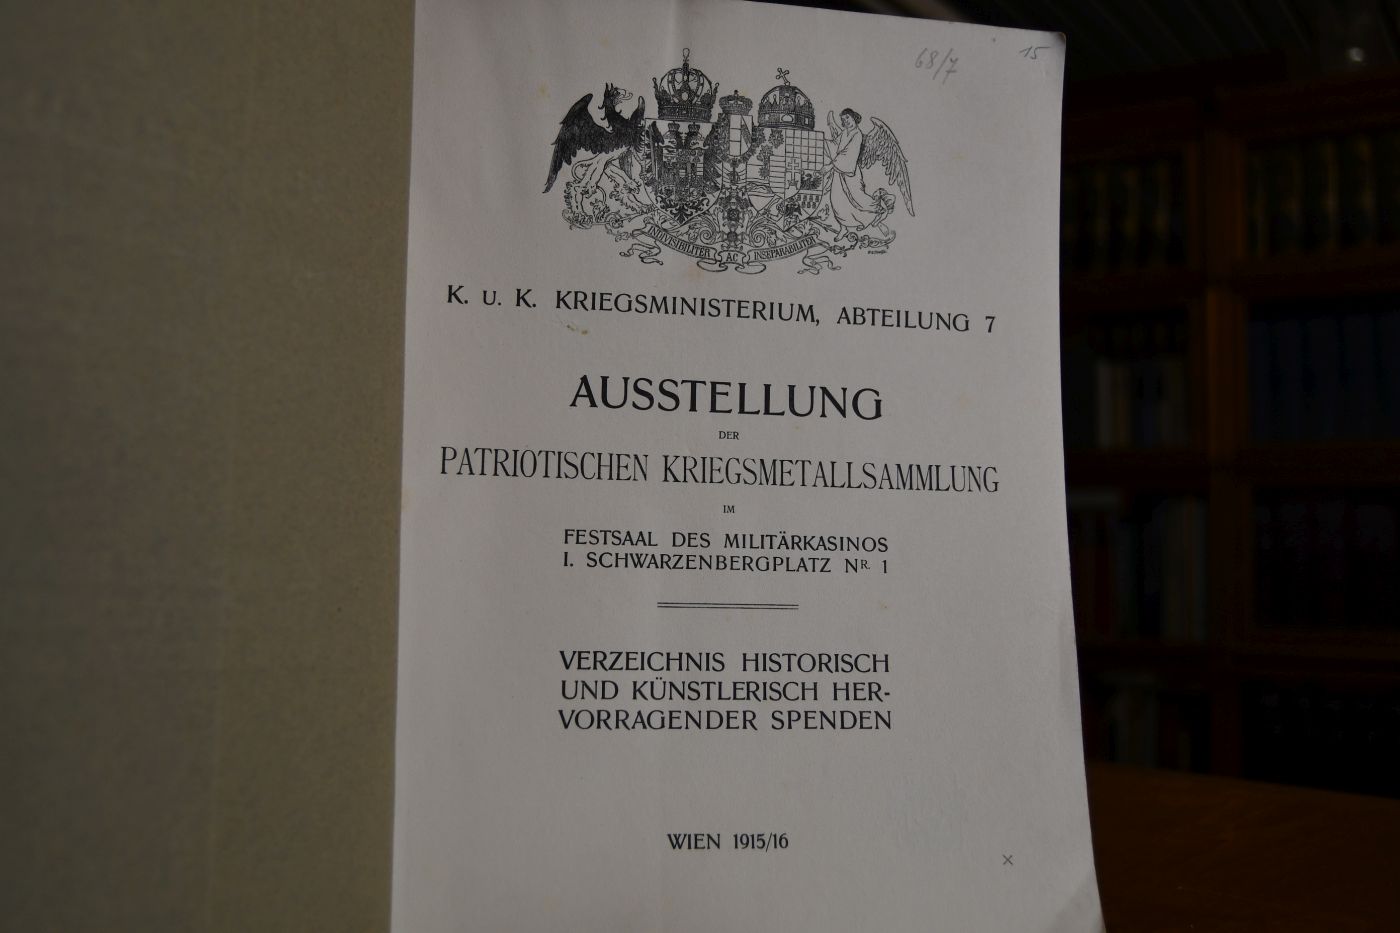 68/7 15
INDIVISIBILITER AC INSEPARABILITER
K. U. K. KRIEGSMINISTERIUM, ABTEILUNG 7
AUSSTELLUNG
DER
PATRIOTISCHEN KRIEGSMETALLSAMMLUNG
IM
FESTSAAL DES MILITÄRKASINOS
I. SCHWARZENBERGPLATZ NR. 1
VERZEICHNIS HISTORISCH
UND KÜNSTLERISCH HER-
VORRAGENDER SPENDEN
WIEN 1915/16
x